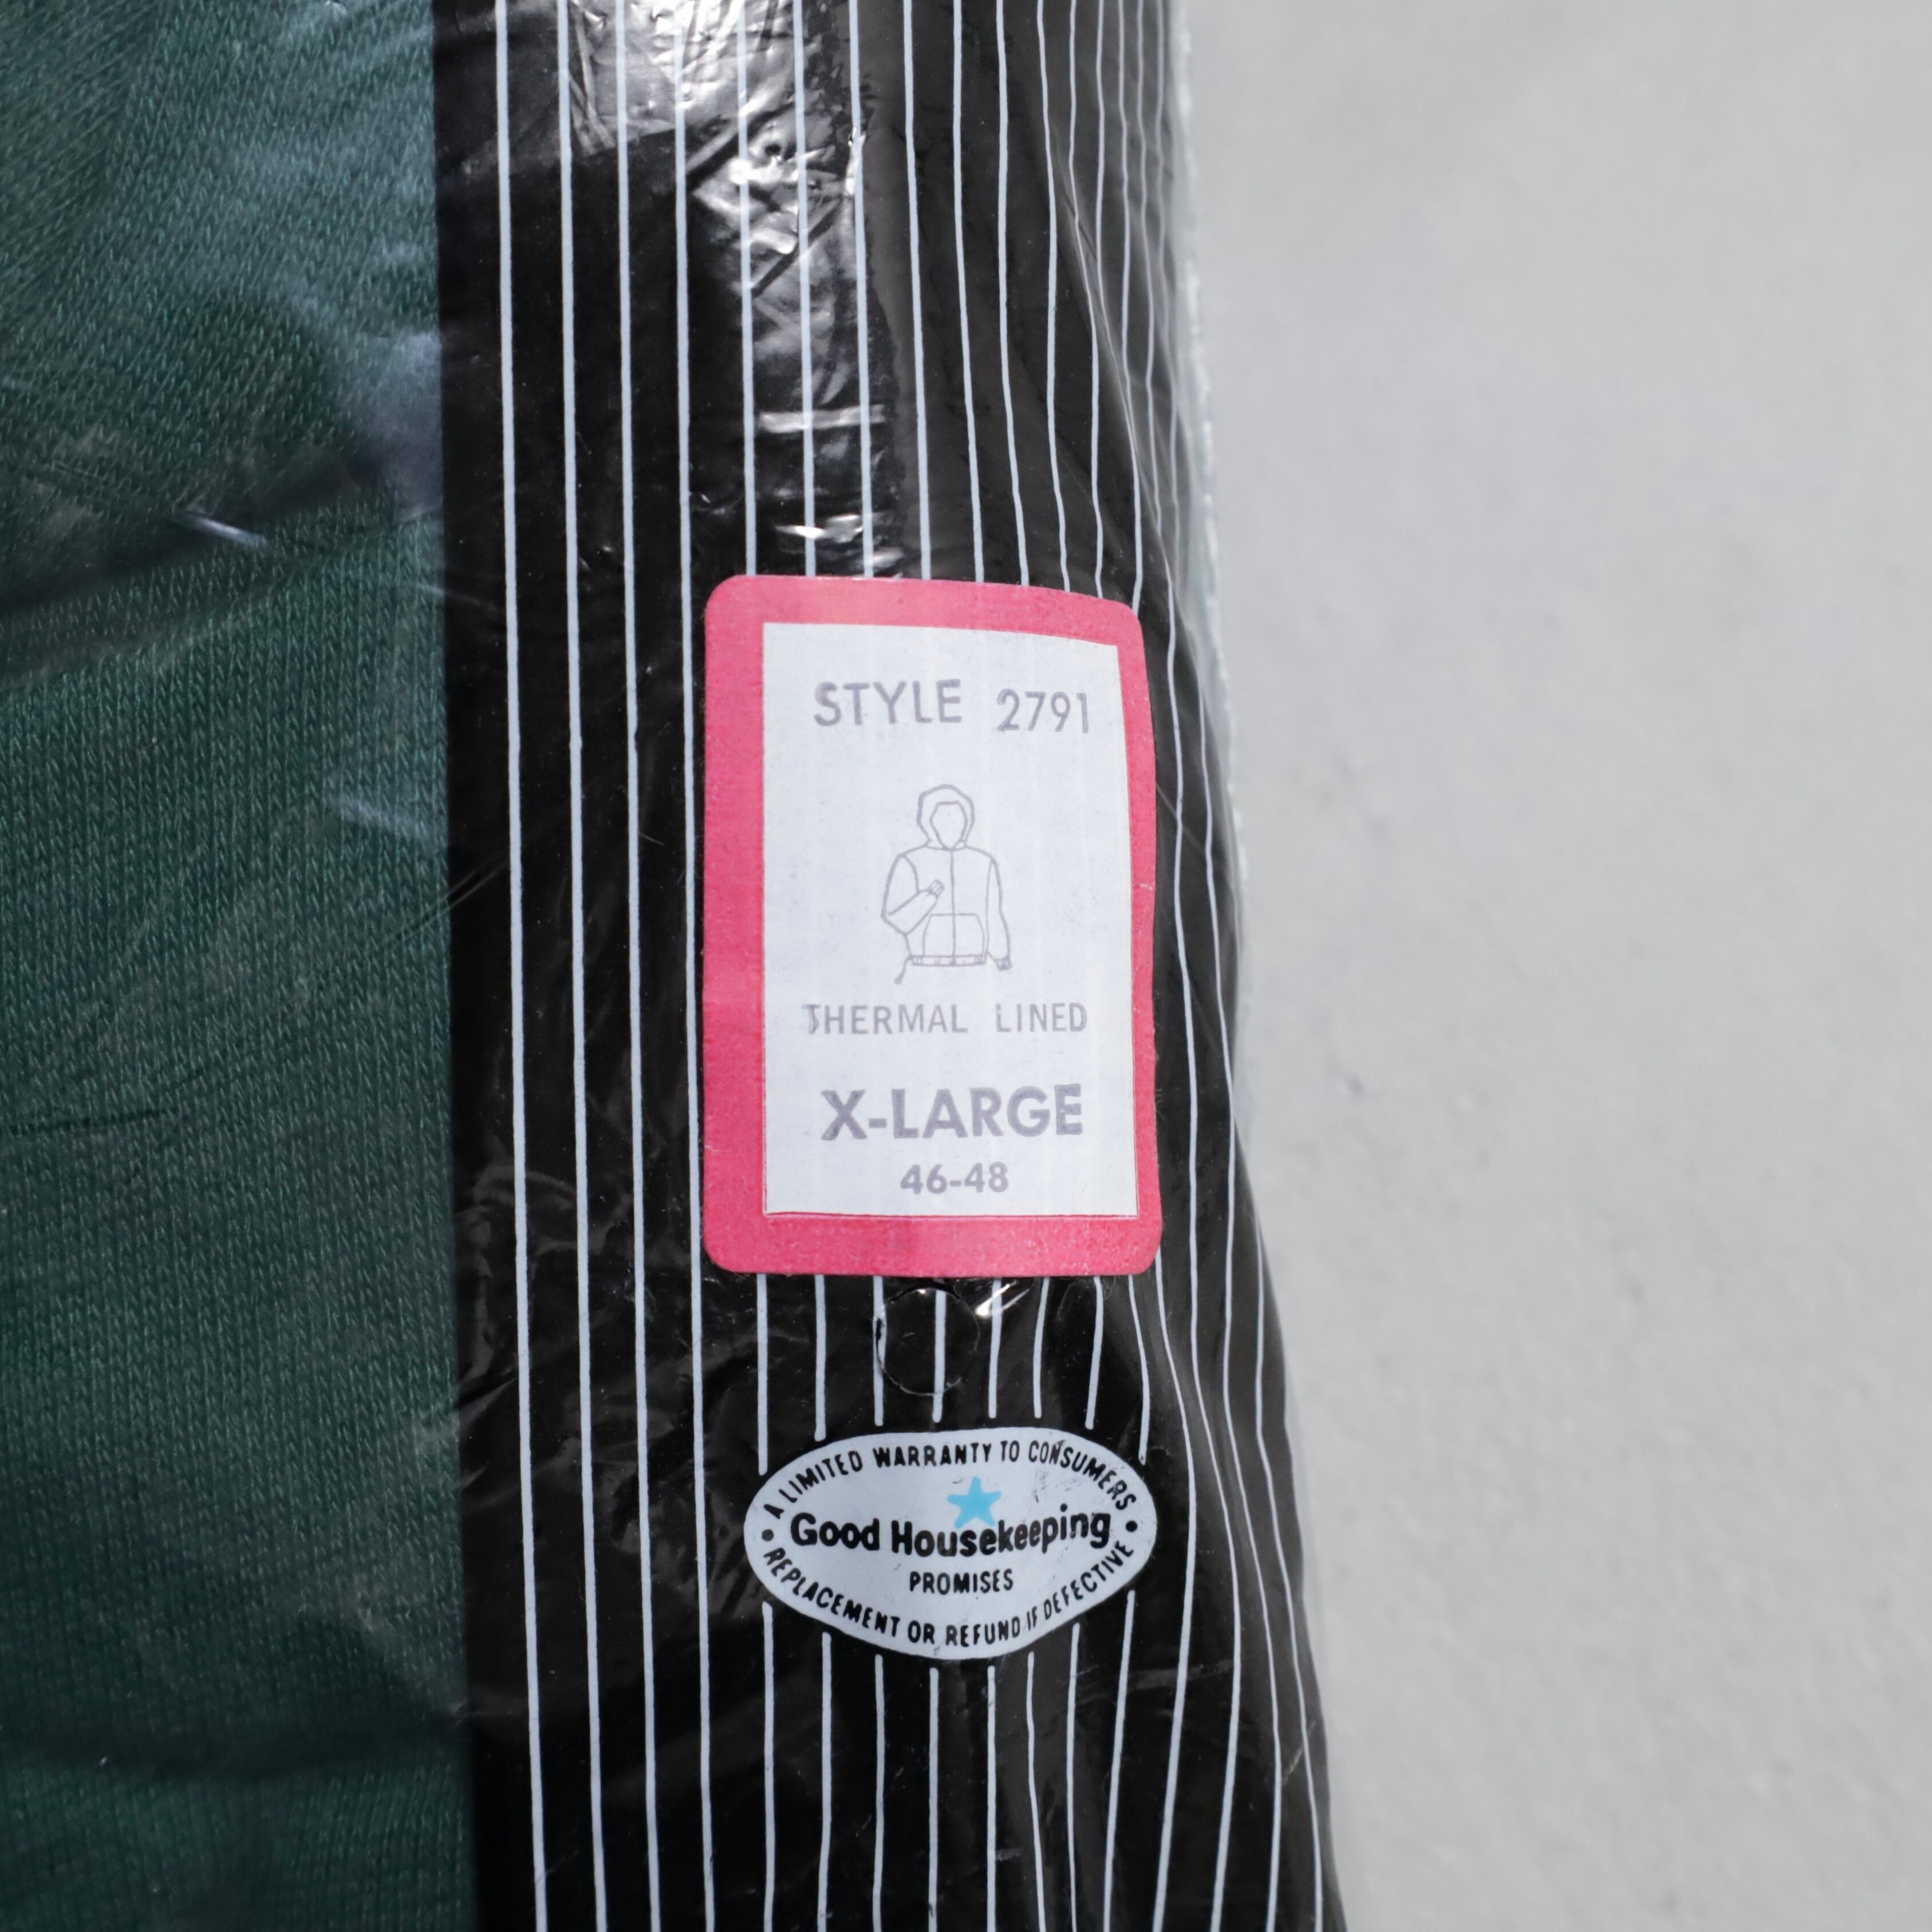 STYLE 2791
THERMAL LINED
X-LARGE
46-48
A LIMITED WARRANTY TO CONSUMERS
Good Housekeeping
PROMISES
• REPLACEMENT OR REFUND IF DEFECTIVE •